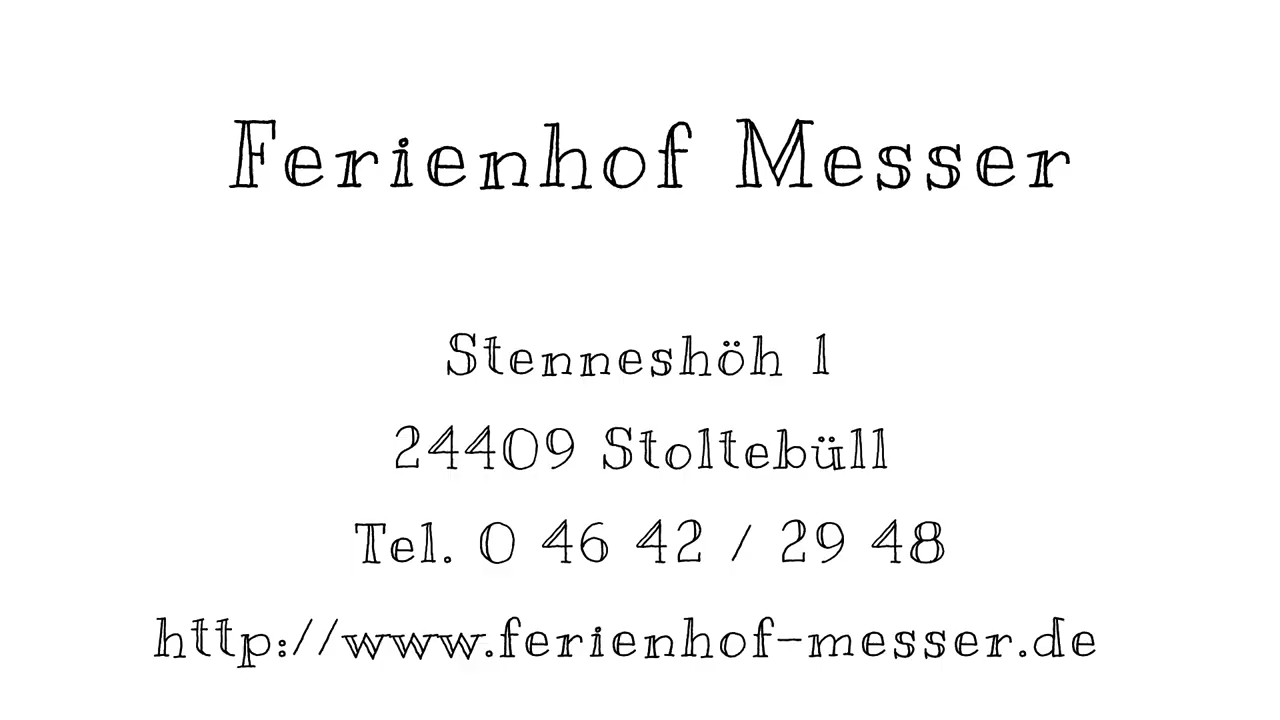 Ferienhof Messer
Stenneshöh 1
24409 Stoltebüll
Tel. 0 46 42 / 29 48
http://www.ferienhof-messer.de